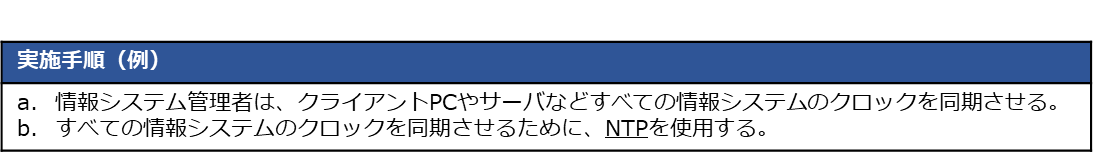 実施手順（例）
a. 情報システム管理者は、クライアントPCやサーバなどすべての情報システムのクロックを同期させる。
b. すべての情報システムのクロックを同期させるために、NTPを使用する。